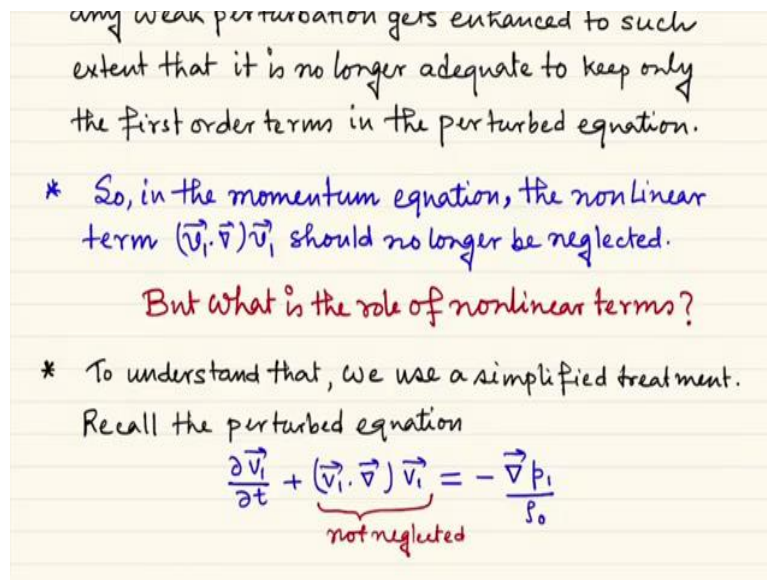 any weak perturbation gets enhanced to such
extent that it is no longer adequate to keep only
the first order terms in the perturbed equation.
* So, in the momentum equation, the nonlinear
term (v⃗₁.∇⃗)v⃗₁ should no longer be neglected.
But what is the role of nonlinear terms?
* To understand that, we use a simplified treatment.
Recall the perturbed equation
∂v⃗₁/∂t + (v⃗₁.∇⃗)v⃗₁ = - ∇⃗p₁/ρ₀
not neglected